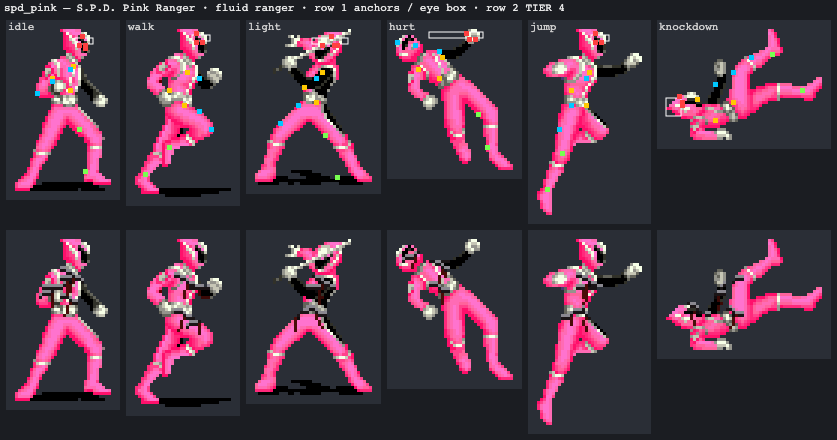 spd_pink — S.P.D. Pink Ranger · fluid ranger · row 1 anchors / eye box · row 2 TIER 4
idle
walk
light
hurt
jump
knockdown